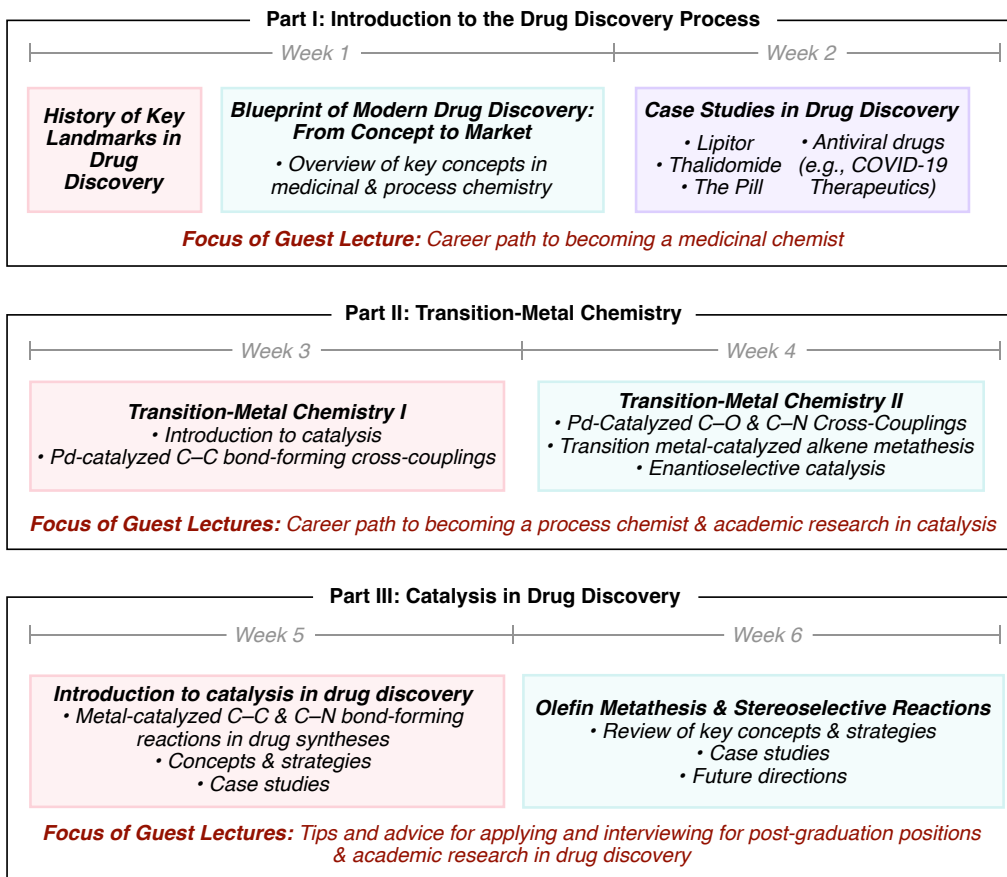 Part I: Introduction to the Drug Discovery Process
Week 1
Week 2
History of Key
Landmarks in
Drug
Discovery
Blueprint of Modern Drug Discovery:
From Concept to Market
• Overview of key concepts in
medicinal & process chemistry
Case Studies in Drug Discovery
• Lipitor
• Thalidomide
• The Pill
• Antiviral drugs
(e.g., COVID-19
Therapeutics)
Focus of Guest Lecture: Career path to becoming a medicinal chemist
Part II: Transition-Metal Chemistry
Week 3
Week 4
Transition-Metal Chemistry I
• Introduction to catalysis
• Pd-catalyzed C–C bond-forming cross-couplings
Transition-Metal Chemistry II
• Pd-Catalyzed C–O & C–N Cross-Couplings
• Transition metal-catalyzed alkene metathesis
• Enantioselective catalysis
Focus of Guest Lectures: Career path to becoming a process chemist & academic research in catalysis
Part III: Catalysis in Drug Discovery
Week 5
Week 6
Introduction to catalysis in drug discovery
• Metal-catalyzed C–C & C–N bond-forming
reactions in drug syntheses
• Concepts & strategies
• Case studies
Olefin Metathesis & Stereoselective Reactions
• Review of key concepts & strategies
• Case studies
• Future directions
Focus of Guest Lectures: Tips and advice for applying and interviewing for post-graduation positions
& academic research in drug discovery